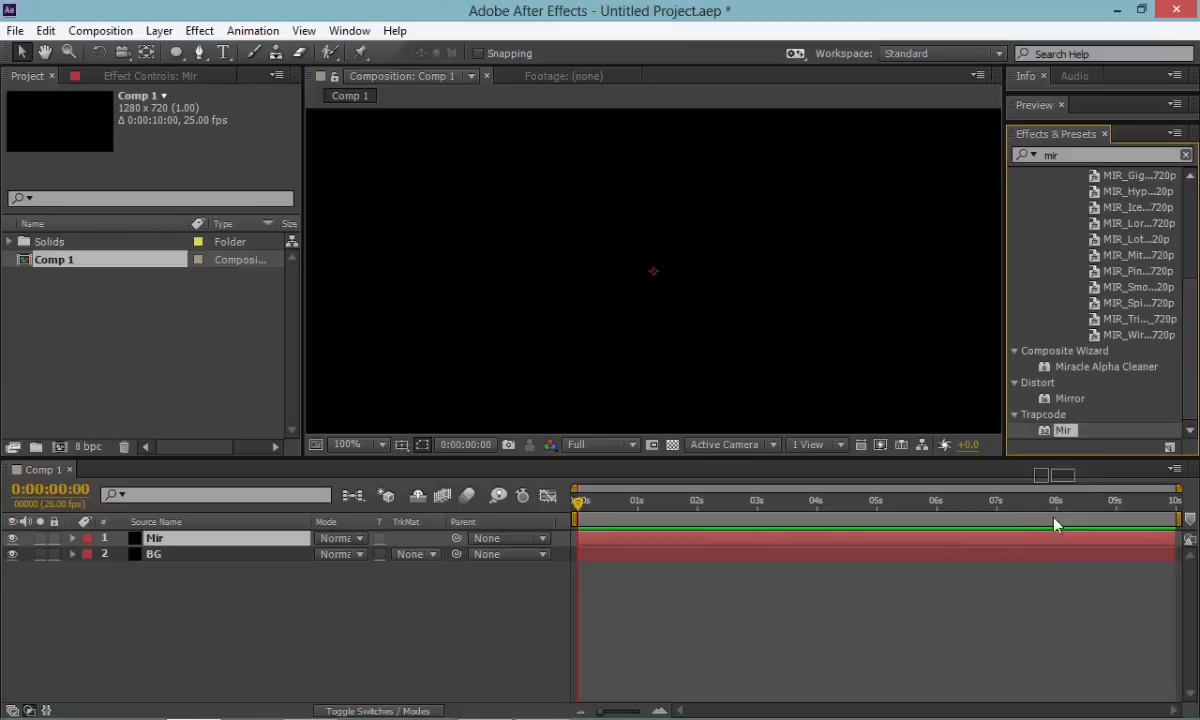 Ae
Adobe After Effects - Untitled Project.aep *
File Edit Composition Layer Effect Animation View Window Help
Snapping
Workspace: Standard
Search Help
Project × Effect Controls: Mir
Composition: Comp 1 × Footage: (none)
Info × Audio
Comp 1
1280 x 720 (1.00)
Δ 0:00:10:00, 25.00 fps
Comp 1
Preview ×
Effects & Presets ×
mir
MIR_Gig...720p
MIR_Hyp...20p
MIR_Ice...720p
MIR_Lor...720p
MIR_Lot...20p
MIR_Mit...720p
MIR_Pin...720p
MIR_Smo...20p
MIR_Spi...720p
MIR_Tri..._720p
MIR_Wir...720p
Composite Wizard
Miracle Alpha Cleaner
Distort
Mirror
Trapcode
Mir
Name Type Size
Solids Folder
Comp 1 Composi...
8 bpc
100% 0:00:00:00 Full Active Camera 1 View +0.0
Comp 1 ×
0:00:00:00
00000 (25.00 fps)
01s 02s 03s 04s 05s 06s 07s 08s 09s 10s
# Source Name Mode T TrkMat Parent
1 Mir Norma None
2 BG Norma None None
Toggle Switches / Modes